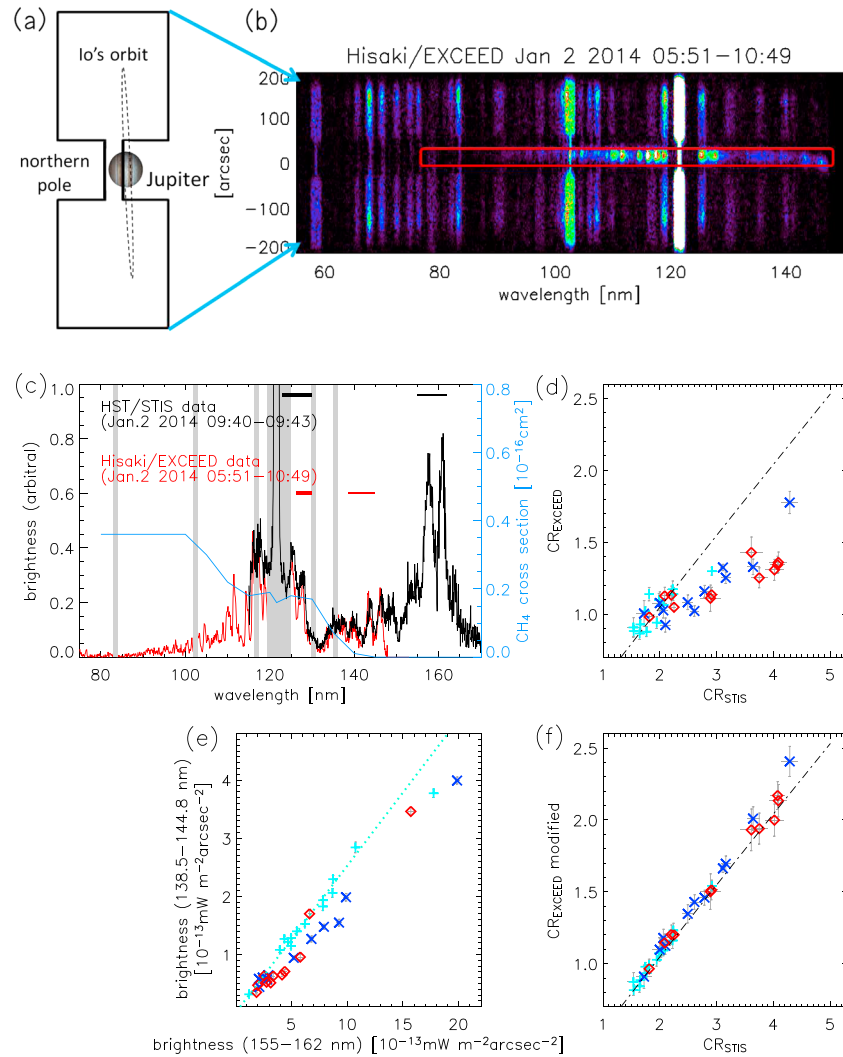 (a)
Io's orbit
northern
pole
Jupiter
(b)
Hisaki/EXCEED Jan 2 2014 05:51−10:49
200
100
0
−100
−200
[arcsec]
60
80
100
120
140
wavelength [nm]
(c)
HST/STIS data
(Jan.2 2014 09:40−09:43)
Hisaki/EXCEED data
(Jan.2 2014 05:51−10:49)
1.0
0.8
0.6
0.4
0.2
0.0
brightness (arbitral)
0.8
0.6
0.4
0.2
0.0
CH4 cross section [10−16cm2]
80
100
120
140
160
wavelength [nm]
(d)
2.5
2.0
1.5
1.0
CREXCEED
1
2
3
4
5
CRSTIS
(e)
4
3
2
1
brightness (138.5−144.8 nm)
[10−13mW m−2arcsec−2]
5
10
15
20
brightness (155−162 nm) [10−13mW m−2arcsec−2]
(f)
2.5
2.0
1.5
1.0
CREXCEED modified
1
2
3
4
5
CRSTIS